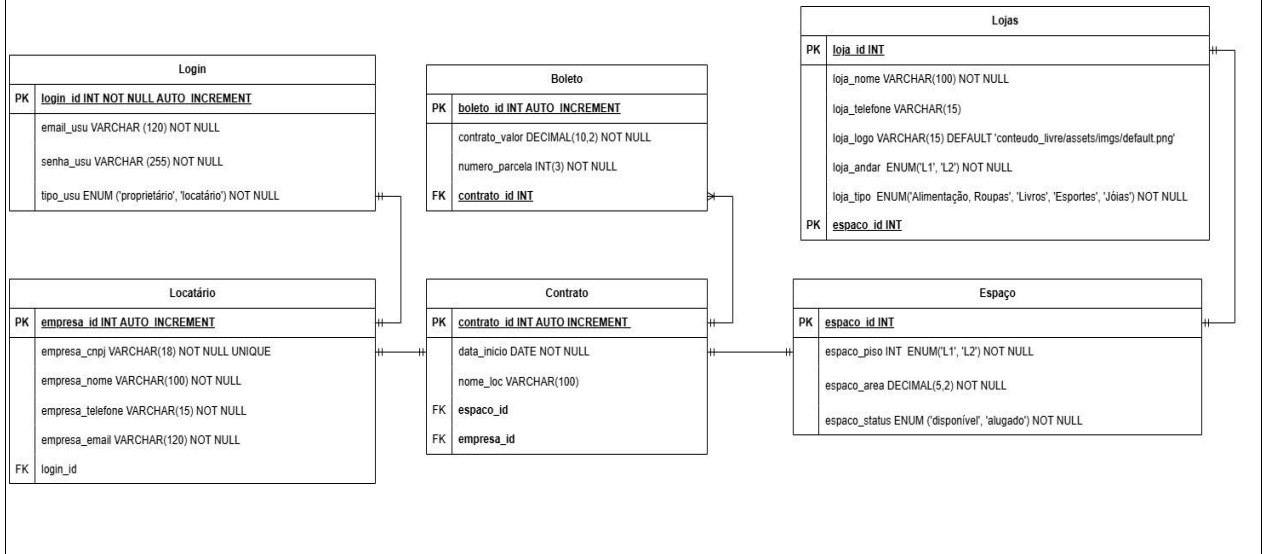 Login
PK login_id INT NOT NULL AUTO_INCREMENT
email_usu VARCHAR (120) NOT NULL
senha_usu VARCHAR (255) NOT NULL
tipo_usu ENUM ('proprietário', 'locatário') NOT NULL
Boleto
PK boleto_id INT AUTO_INCREMENT
contrato_valor DECIMAL(10,2) NOT NULL
numero_parcela INT(3) NOT NULL
FK contrato_id INT
Lojas
PK loja_id INT
loja_nome VARCHAR(100) NOT NULL
loja_telefone VARCHAR(15)
loja_logo VARCHAR(15) DEFAULT 'conteudo_livre/assets/imgs/default.png'
loja_andar ENUM('L1', 'L2') NOT NULL
loja_tipo ENUM('Alimentação, Roupas', 'Livros', 'Esportes', 'Jóias') NOT NULL
PK espaco_id INT
Locatário
PK empresa_id INT AUTO_INCREMENT
empresa_cnpj VARCHAR(18) NOT NULL UNIQUE
empresa_nome VARCHAR(100) NOT NULL
empresa_telefone VARCHAR(15) NOT NULL
empresa_email VARCHAR(120) NOT NULL
FK login_id
Contrato
PK contrato_id INT AUTO INCREMENT
data_inicio DATE NOT NULL
nome_loc VARCHAR(100)
FK espaco_id
FK empresa_id
Espaço
PK espaco_id INT
espaco_piso INT ENUM('L1', 'L2') NOT NULL
espaco_area DECIMAL(5,2) NOT NULL
espaco_status ENUM ('disponível', 'alugado') NOT NULL